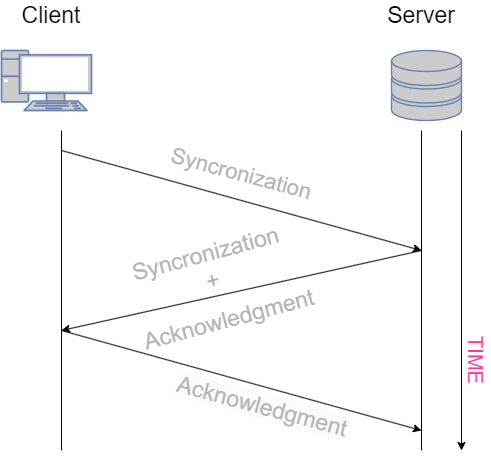 Client
Server
Syncronization
Syncronization
+
Acknowledgment
Acknowledgment
TIME